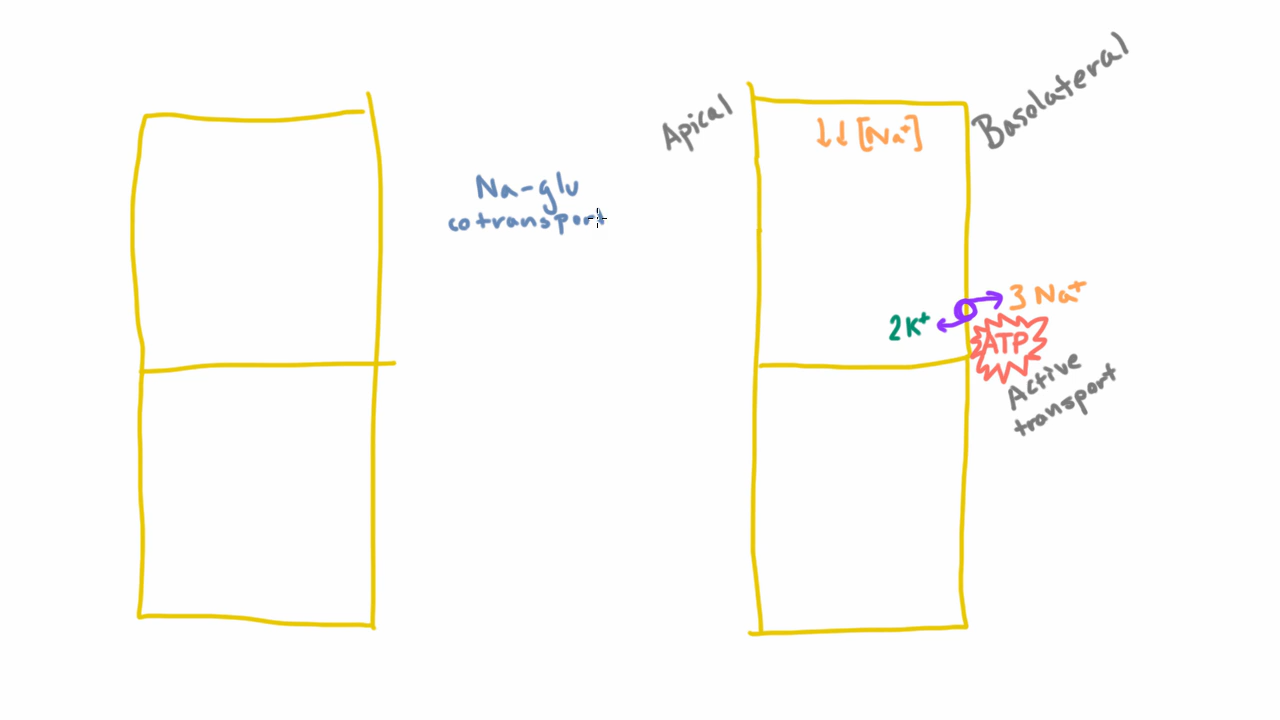 Apical
Basolateral
↓↓ [Na⁺]
Na-glu
cotransport
3 Na⁺
2K⁺
ATP
Active
transport